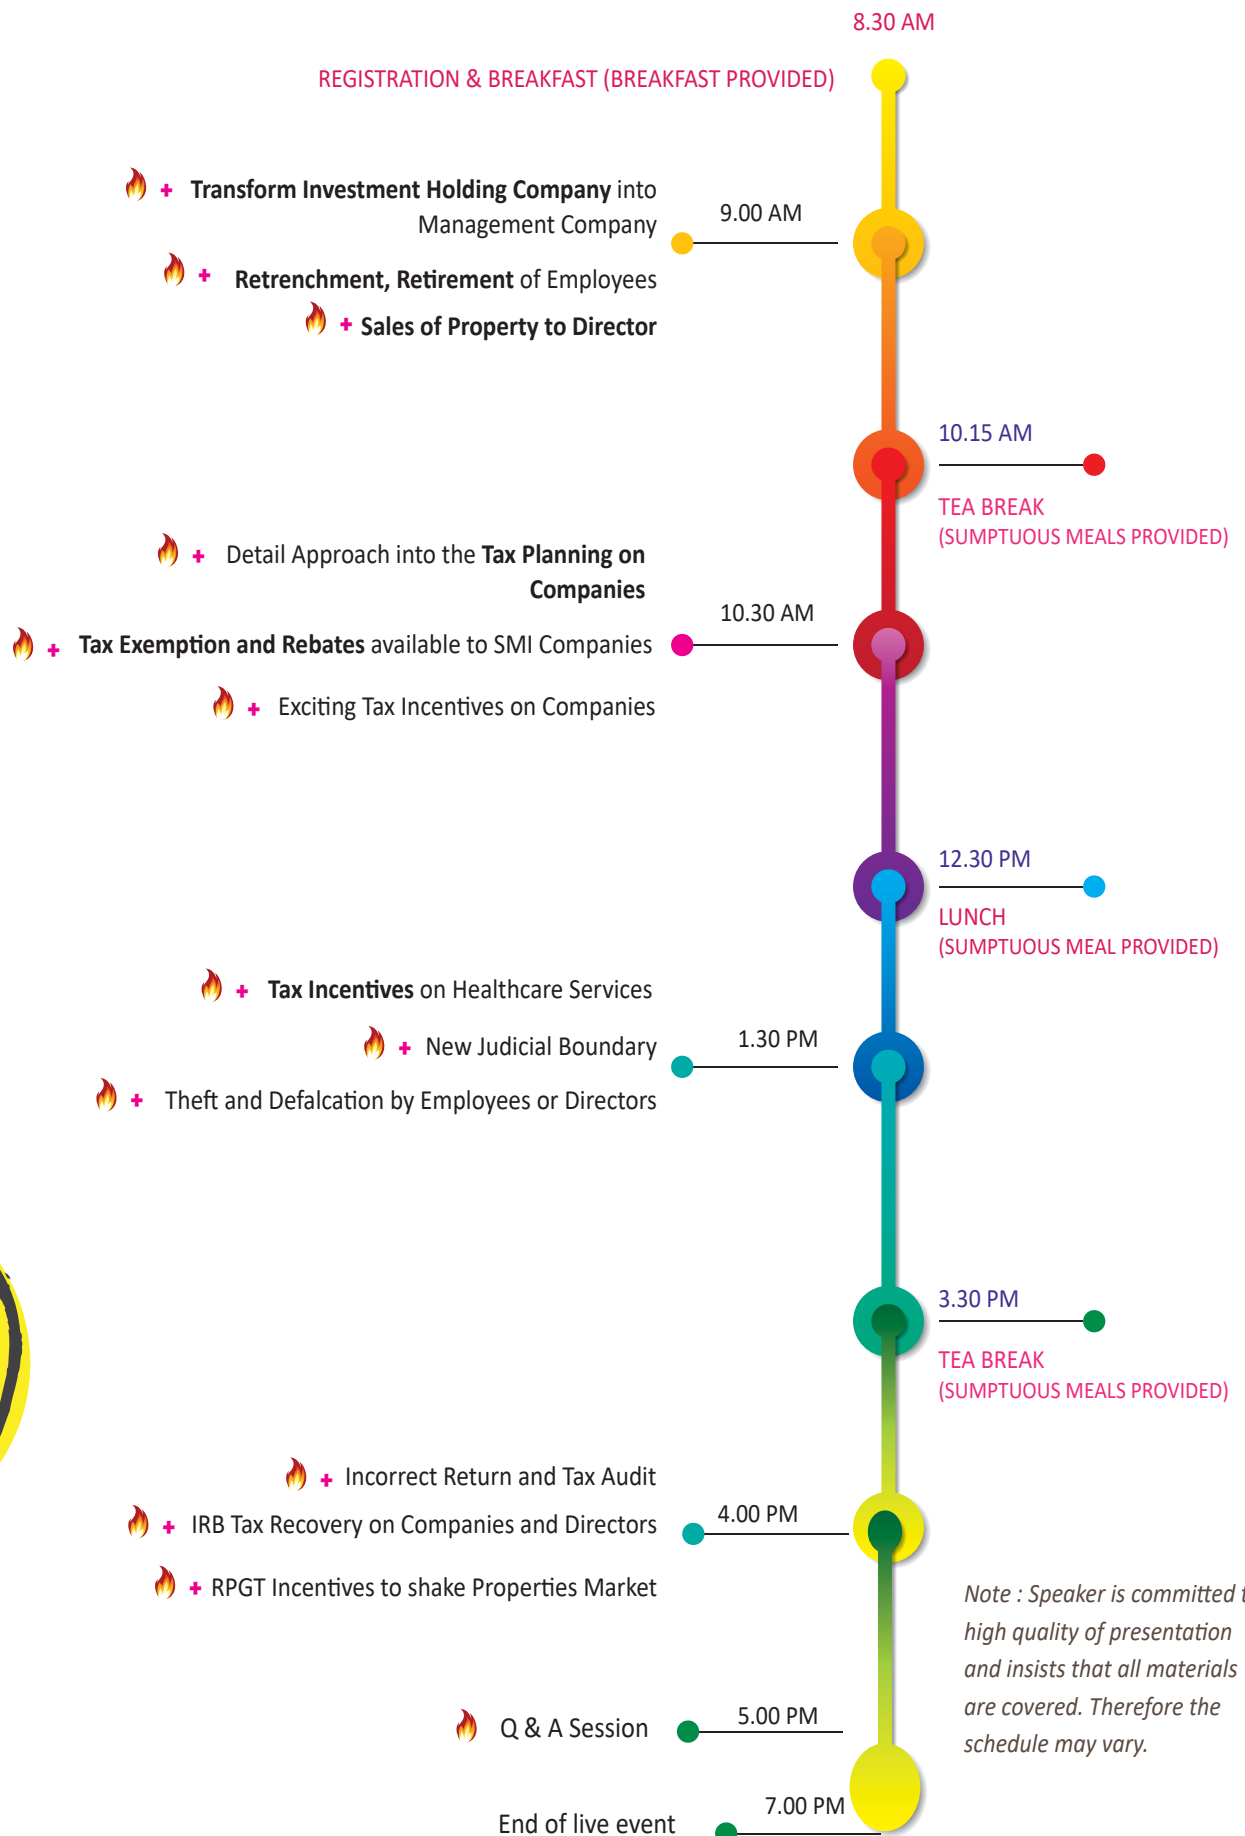 8.30 AM
REGISTRATION & BREAKFAST (BREAKFAST PROVIDED)
+ Transform Investment Holding Company into
Management Company
9.00 AM
+ Retrenchment, Retirement of Employees
+ Sales of Property to Director
10.15 AM
TEA BREAK
(SUMPTUOUS MEALS PROVIDED)
+ Detail Approach into the Tax Planning on
Companies
10.30 AM
+ Tax Exemption and Rebates available to SMI Companies
+ Exciting Tax Incentives on Companies
12.30 PM
LUNCH
(SUMPTUOUS MEAL PROVIDED)
+ Tax Incentives on Healthcare Services
+ New Judicial Boundary
1.30 PM
+ Theft and Defalcation by Employees or Directors
3.30 PM
TEA BREAK
(SUMPTUOUS MEALS PROVIDED)
+ Incorrect Return and Tax Audit
+ IRB Tax Recovery on Companies and Directors
4.00 PM
+ RPGT Incentives to shake Properties Market
Note : Speaker is committed
high quality of presentation
and insists that all materials
are covered. Therefore the
schedule may vary.
Q & A Session
5.00 PM
End of live event
7.00 PM